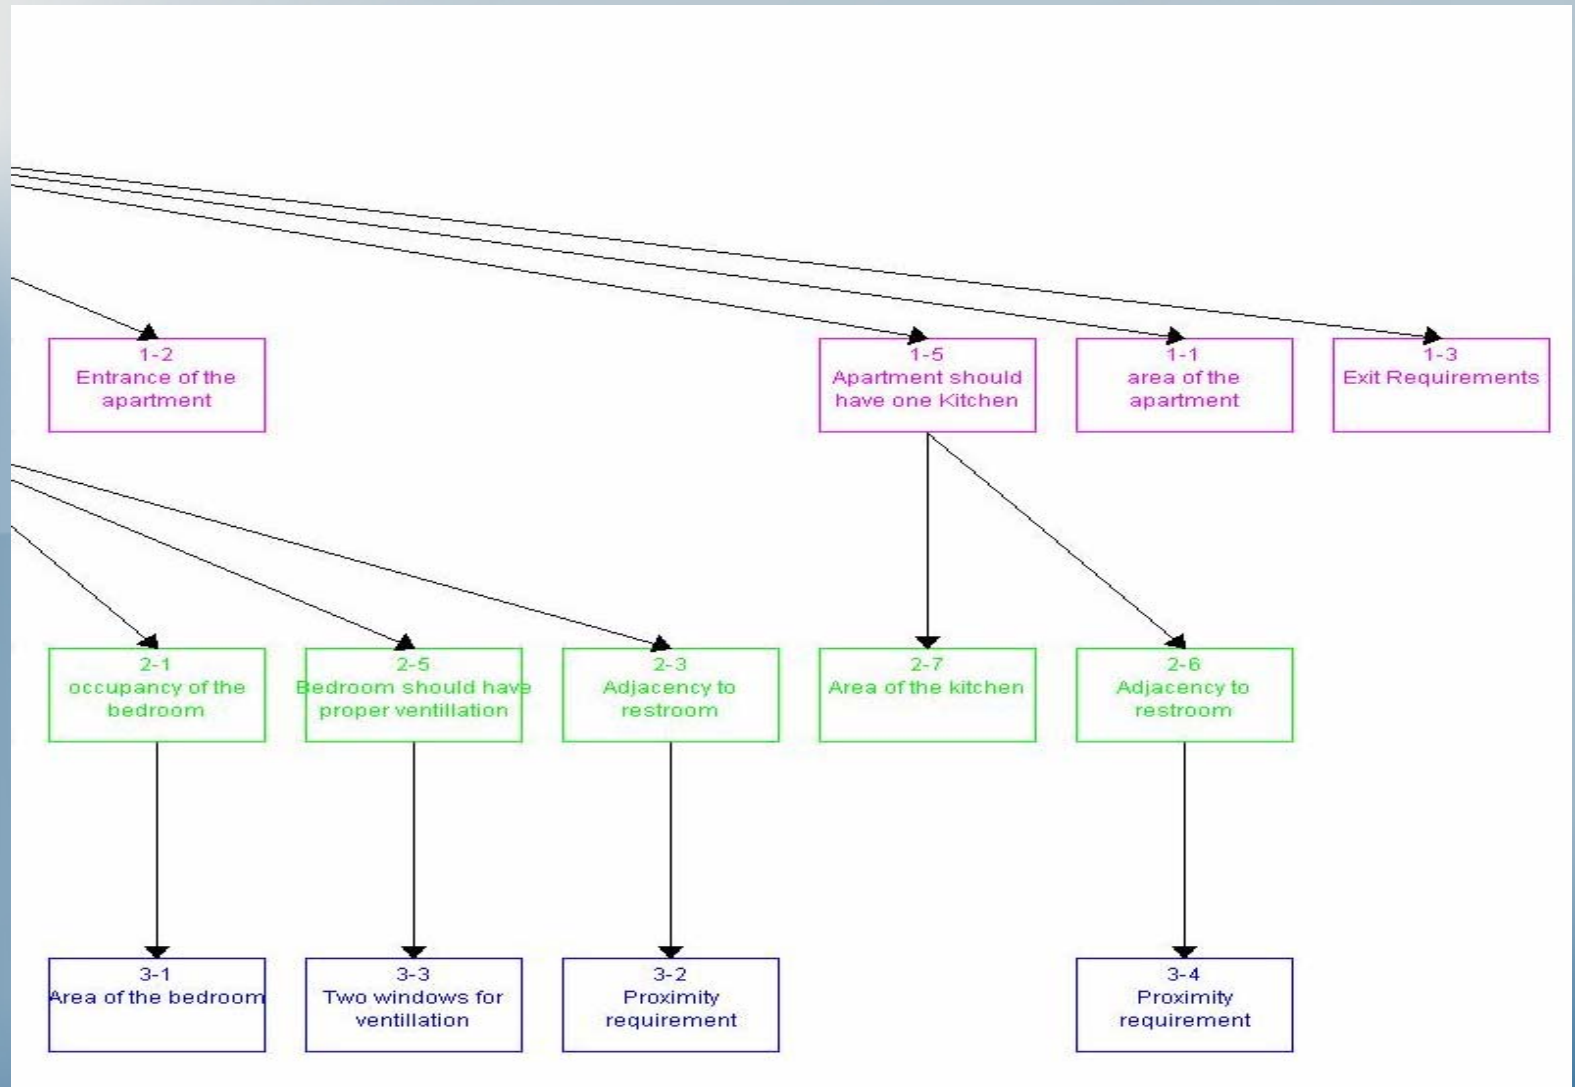 1-2
Entrance of the
apartment
1-5
Apartment should
have one Kitchen
1-1
area of the
apartment
1-3
Exit Requirements
2-1
occupancy of the
bedroom
2-5
Bedroom should have
proper ventillation
2-3
Adjacency to
restroom
2-7
Area of the kitchen
2-6
Adjacency to
restroom
3-1
Area of the bedroom
3-3
Two windows for
ventillation
3-2
Proximity
requirement
3-4
Proximity
requirement